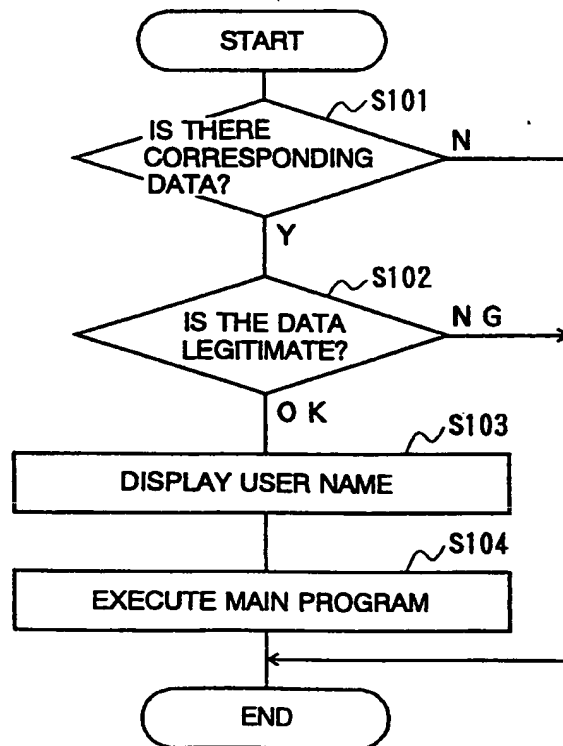 START
S101
IS THERE
CORRESPONDING
DATA?
N
Y
S102
IS THE DATA
LEGITIMATE?
N G
O K
S103
DISPLAY USER NAME
S104
EXECUTE MAIN PROGRAM
END